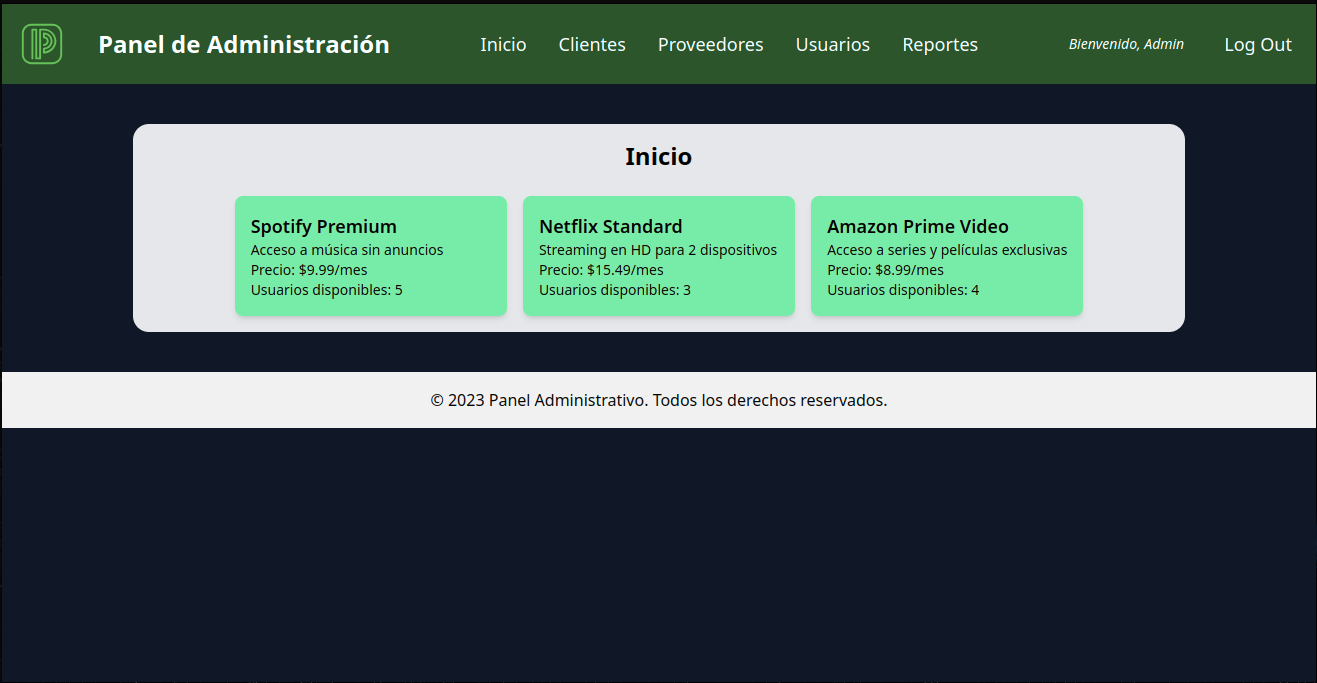 Panel de Administración
Inicio Clientes Proveedores Usuarios Reportes
Bienvenido, Admin
Log Out
Inicio
Spotify Premium
Acceso a música sin anuncios
Precio: $9.99/mes
Usuarios disponibles: 5
Netflix Standard
Streaming en HD para 2 dispositivos
Precio: $15.49/mes
Usuarios disponibles: 3
Amazon Prime Video
Acceso a series y películas exclusivas
Precio: $8.99/mes
Usuarios disponibles: 4
© 2023 Panel Administrativo. Todos los derechos reservados.